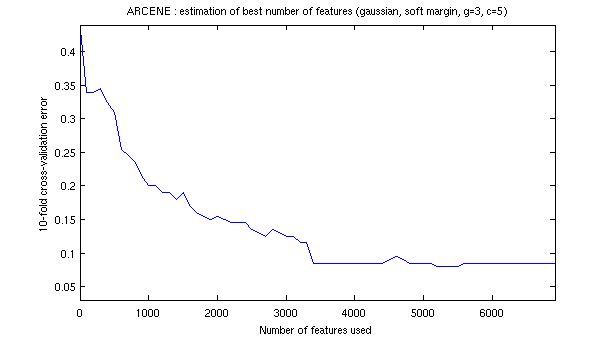 ARCENE : estimation of best number of features (gaussian, soft margin, g=3, c=5)
0.4
0.35
0.3
0.25
0.2
0.15
0.1
0.05
10-fold cross-validation error
0 1000 2000 3000 4000 5000 6000
Number of features used